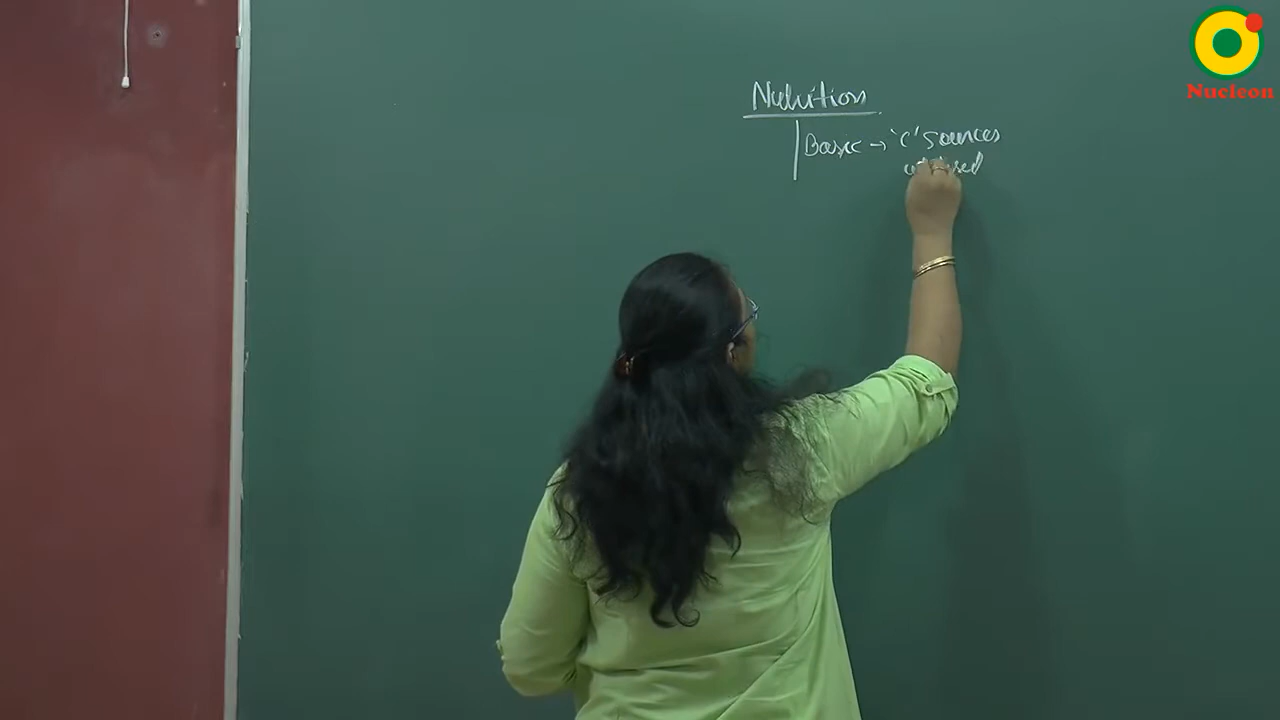 Nutrition
Basic → 'C' Sources
Nucleon